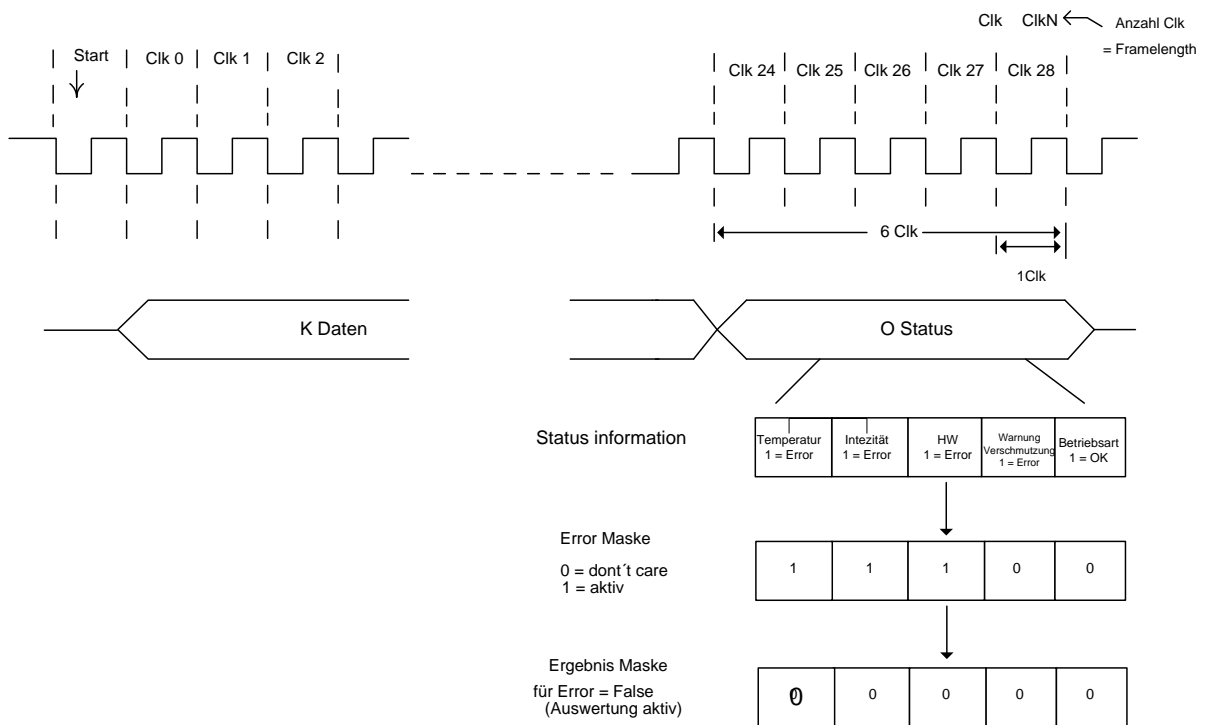 Clk ClkN Anzahl Clk
= Framelength
Start Clk 0 Clk 1 Clk 2
Clk 24 Clk 25 Clk 26 Clk 27 Clk 28
6 Clk
1Clk
K Daten
O Status
Status information
Temperatur
1 = Error
Intezität
1 = Error
HW
1 = Error
Warnung
Verschmutzung
1 = Error
Betriebsart
1 = OK
Error Maske
0 = dont´t care
1 = aktiv
1 1 1 0 0
Ergebnis Maske
für Error = False
(Auswertung aktiv)
0 0 0 0 0